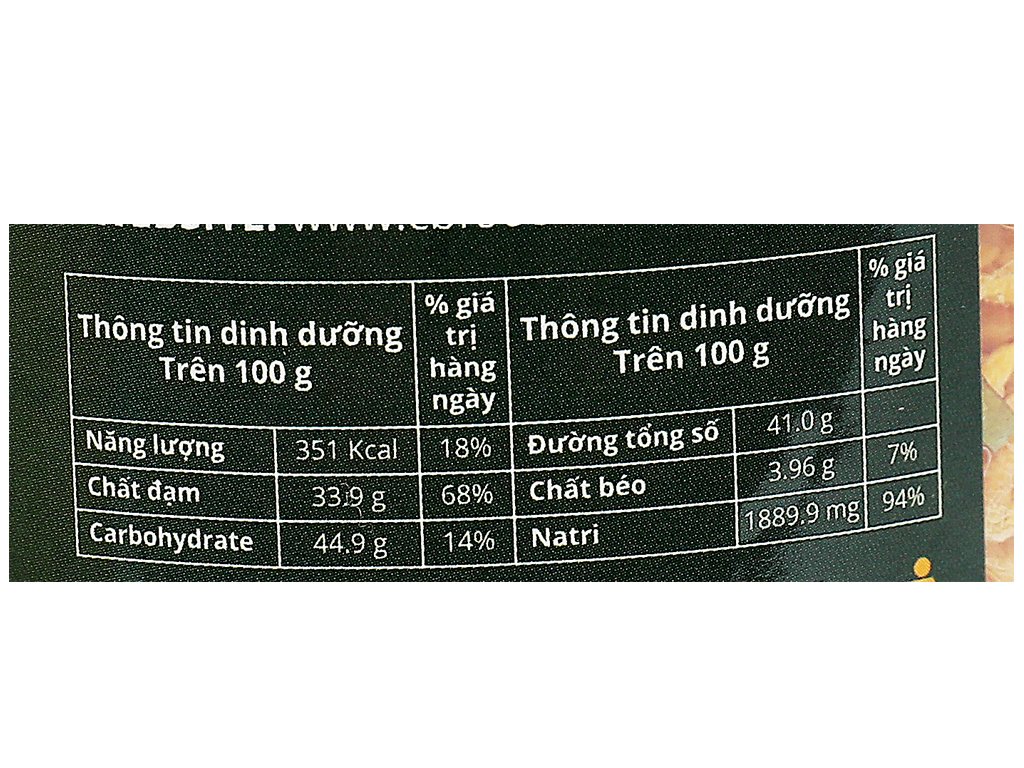 Thông tin dinh dưỡng
Trên 100 g
% giá
trị
hàng
ngày
Thông tin dinh dưỡng
Trên 100 g
% giá
trị
hàng
ngày
Năng lượng 351 Kcal 18% Đường tổng số 41.0 g -
Chất đạm 33.9 g 68% Chất béo 3.96 g 7%
Carbohydrate 44.9 g 14% Natri 1889.9 mg 94%